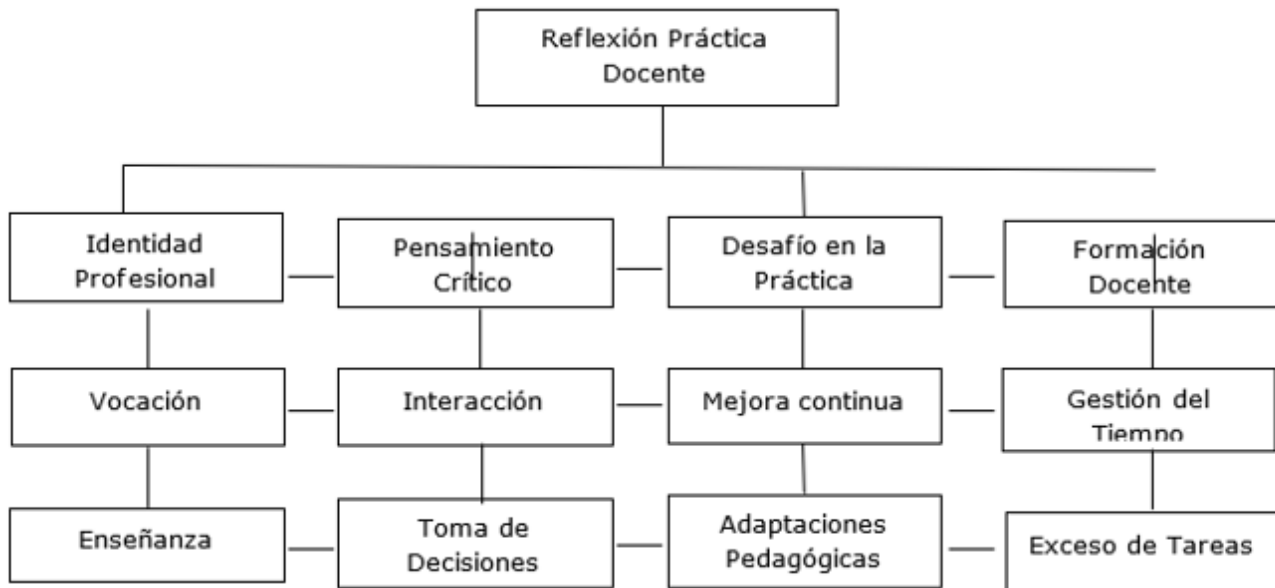 Reflexión Práctica
Docente
Identidad
Profesional
Pensamiento
Crítico
Desafío en la
Práctica
Formación
Docente
Vocación
Interacción
Mejora continua
Gestión del
Tiempo
Enseñanza
Toma de
Decisiones
Adaptaciones
Pedagógicas
Exceso de Tareas